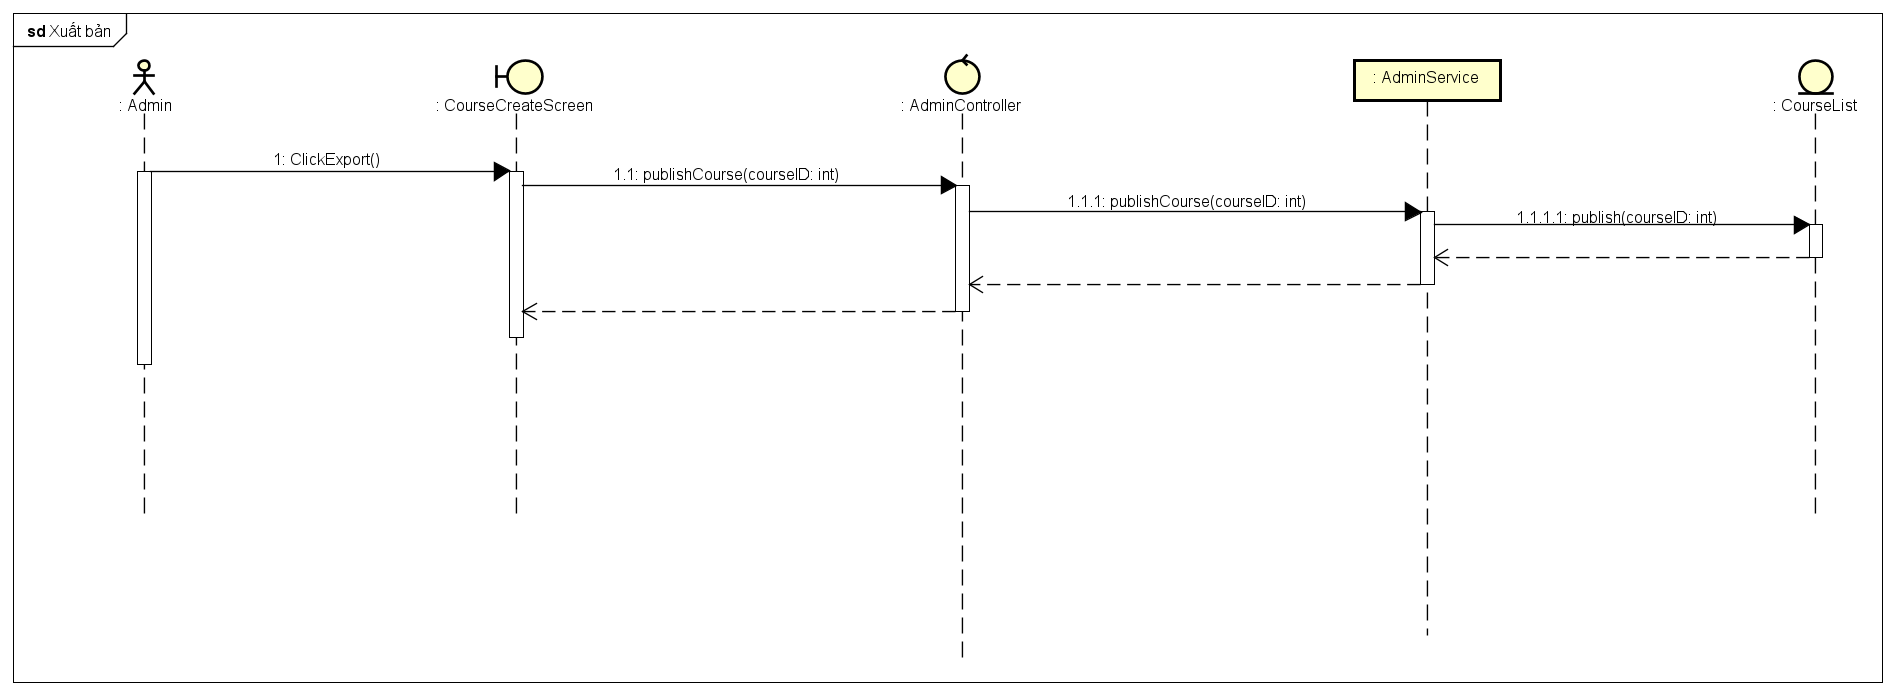 sd Xuất bản
: Admin
: CourseCreateScreen
: AdminController
: AdminService
: CourseList
1: ClickExport()
1.1: publishCourse(courseID: int)
1.1.1: publishCourse(courseID: int)
1.1.1.1: publish(courseID: int)